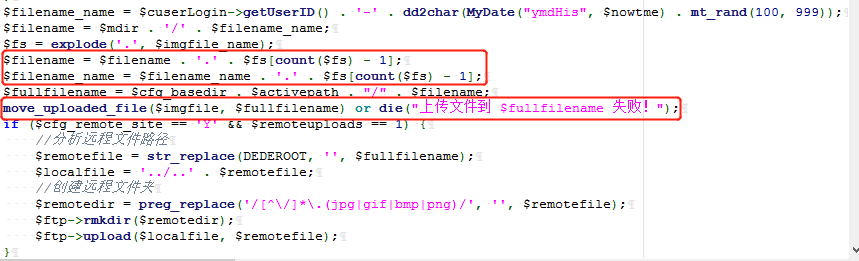 $filename_name = $cuserLogin->getUserID() . '-' . dd2char(MyDate("ymdHis", $nowtme) . mt_rand(100, 999));
$filename = $mdir . '/' . $filename_name;
$fs = explode('.', $imgfile_name);
$filename = $filename . '.' . $fs[count($fs) - 1];
$filename_name = $filename_name . '.' . $fs[count($fs) - 1];
$fullfilename = $cfg_basedir . $activepath . "/" . $filename;
move_uploaded_file($imgfile, $fullfilename) or die("上传文件到 $fullfilename 失败!");
if ($cfg_remote_site == 'Y' && $remoteuploads == 1) {
//分析远程文件路径
$remotefile = str_replace(DEDEROOT, '', $fullfilename);
$localfile = '../..' . $remotefile;
//创建远程文件夹
$remotedir = preg_replace('/[^\/]*\.(jpg|gif|bmp|png)/', '', $remotefile);
$ftp->rmkdir($remotedir);
$ftp->upload($localfile, $remotefile);
}